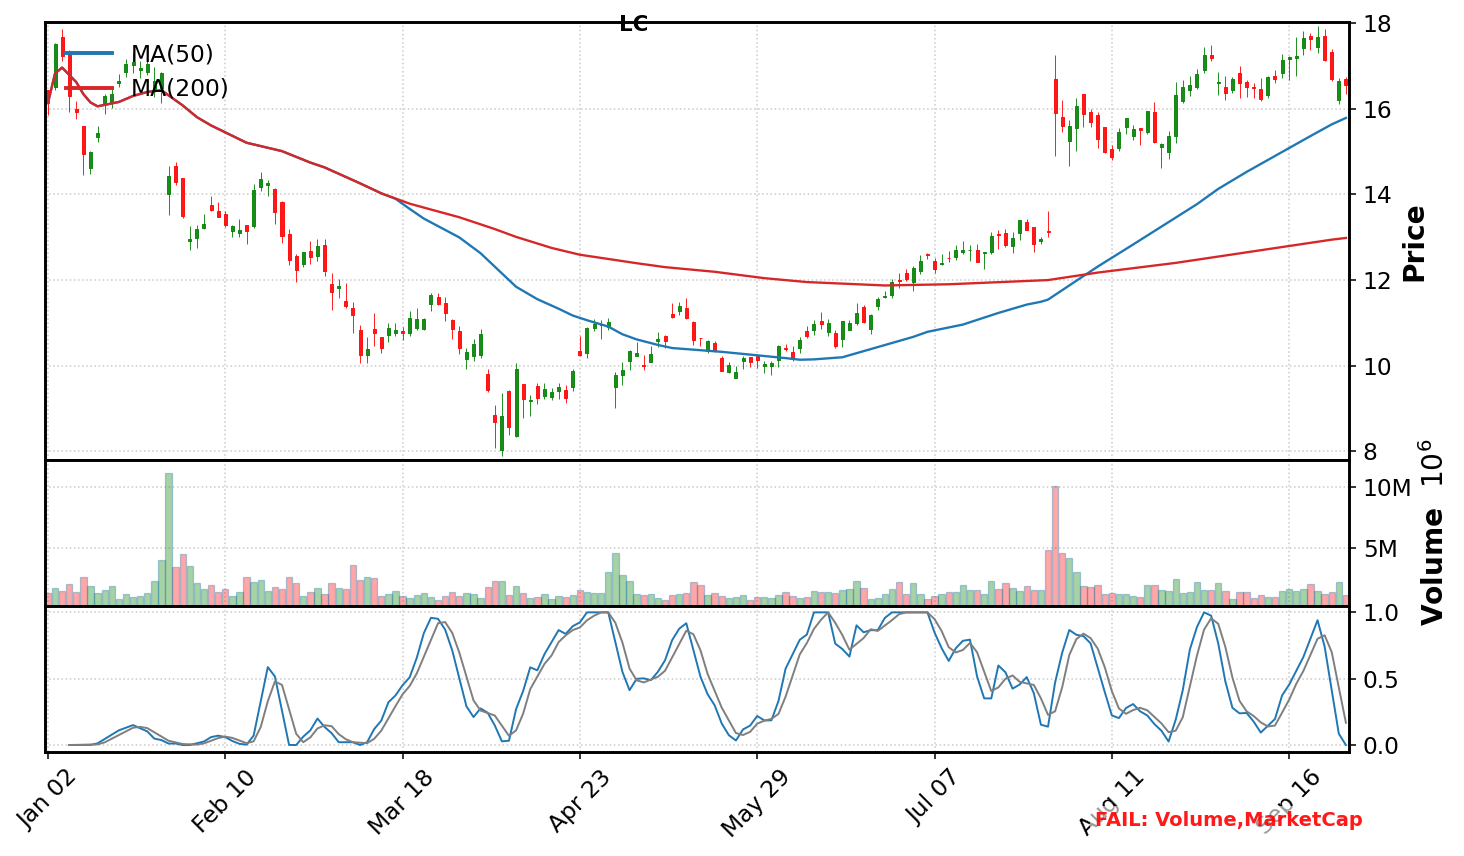 LC
MA(50)
MA(200)
18
16
14
12
10
8
Price
10M
5M
Volume 10^6
1.0
0.5
0.0
Jan 02
Feb 10
Mar 18
Apr 23
May 29
Jul 07
Aug 11
Sep 16
FAIL: Volume,MarketCap